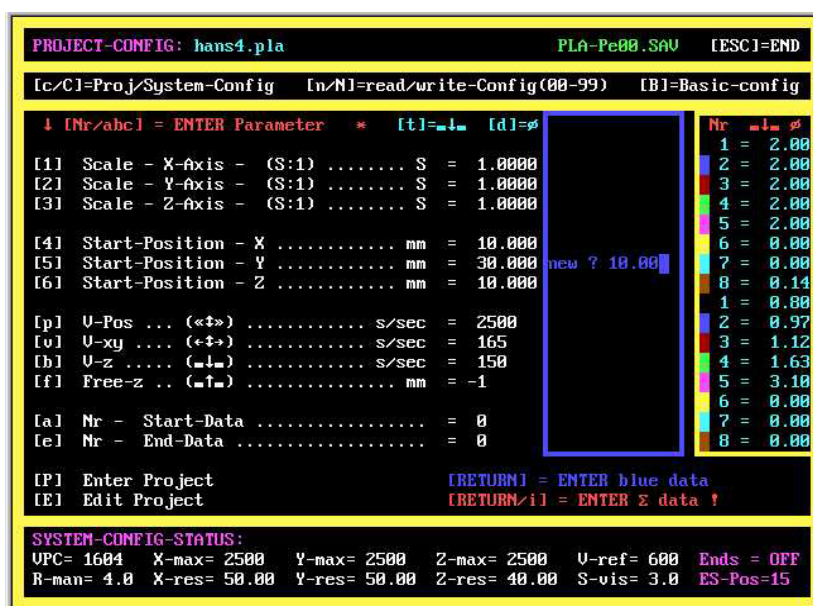 PROJECT-CONFIG: hans4.pla PLA-Pe00.SAV [ESC]=END
[c/C]=Proj/System-Config [n/N]=read/write-Config(00-99) [B]=Basic-config
↓ [Nr/abc] = ENTER Parameter * [t]=▬↓▬ [d]=ø Nr ▬↓▬ ø
1 = 2.00
[1] Scale - X-Axis - (S:1) ........ S = 1.0000 2 = 2.00
[2] Scale - Y-Axis - (S:1) ........ S = 1.0000 3 = 2.00
[3] Scale - Z-Axis - (S:1) ........ S = 1.0000 4 = 2.00
5 = 2.00
[4] Start-Position - X ............ mm = 10.000 6 = 0.00
[5] Start-Position - Y ............ mm = 30.000 new ? 10.00 7 = 0.00
[6] Start-Position - Z ............ mm = 10.000 8 = 0.14
1 = 0.80
[p] V-Pos ... («↕») ............ s/sec = 2500 2 = 0.97
[v] V-xy .... (←↕→) ............ s/sec = 165 3 = 1.12
[b] V-z ..... (▬↓▬) ............ s/sec = 150 4 = 1.63
[f] Free-z .. (▬↑▬) ............... mm = -1 5 = 3.10
6 = 0.00
[a] Nr - Start-Data .................. = 0 7 = 0.00
[e] Nr - End-Data .................... = 0 8 = 0.00
[P] Enter Project [RETURN] = ENTER blue data
[E] Edit Project [RETURN/i] = ENTER Σ data !
SYSTEM-CONFIG-STATUS:
VPC= 1604 X-max= 2500 Y-max= 2500 Z-max= 2500 V-ref= 600 Ends = OFF
R-man= 4.0 X-res= 50.00 Y-res= 50.00 Z-res= 40.00 S-vis= 3.0 ES-Pos=15